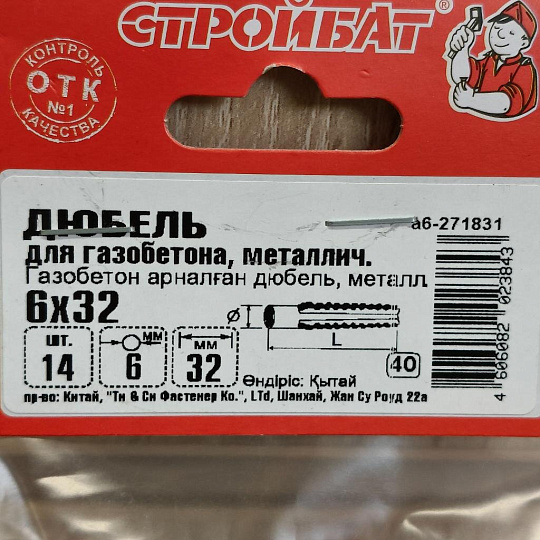 СТРОЙБАТ®
КОНТРОЛЬ
ОТК
№1
КАЧЕСТВА
ДЮБЕЛЬ
а6-271831
для газобетона, металлич.
Газобетон арналған дюбель, металл
6х32
шт.
14
мм
6
мм
32
ø
L
40
Өндіріс: Қытай
пр-во: Китай, "Ти & Си Фастенер Ко.", LTd, Шанхай, Жан Су Роуд 22а
4 606082 023843